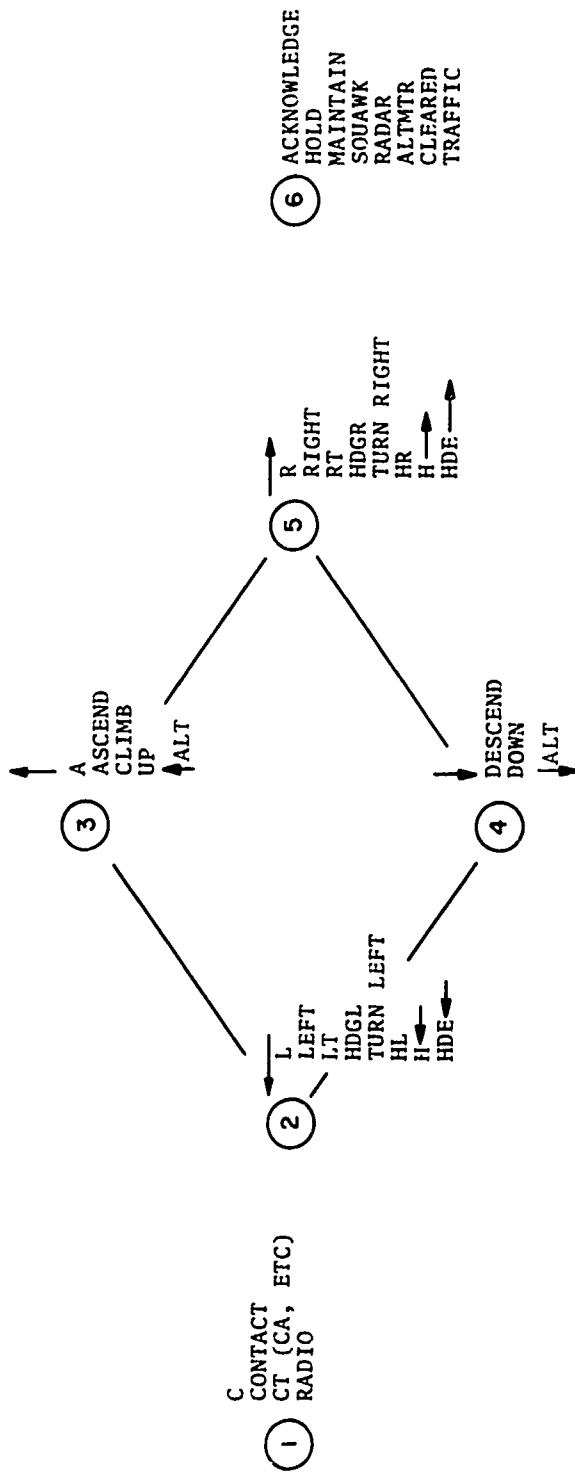 1
C
CONTACT
CT (CA, ETC)
RADIO
2
L
LEFT
LT
HDGL
TURN LEFT
HL
H
HDE
3
A
ASCEND
CLIMB
UP
ALT
4
DESCEND
DOWN
ALT
5
R
RIGHT
RT
HDGR
TURN RIGHT
HR
H
HDE
6
ACKNOWLEDGE
HOLD
MAINTAIN
SOUAWK
RADAR
ALTMTR
CLEARED
TRAFFIC